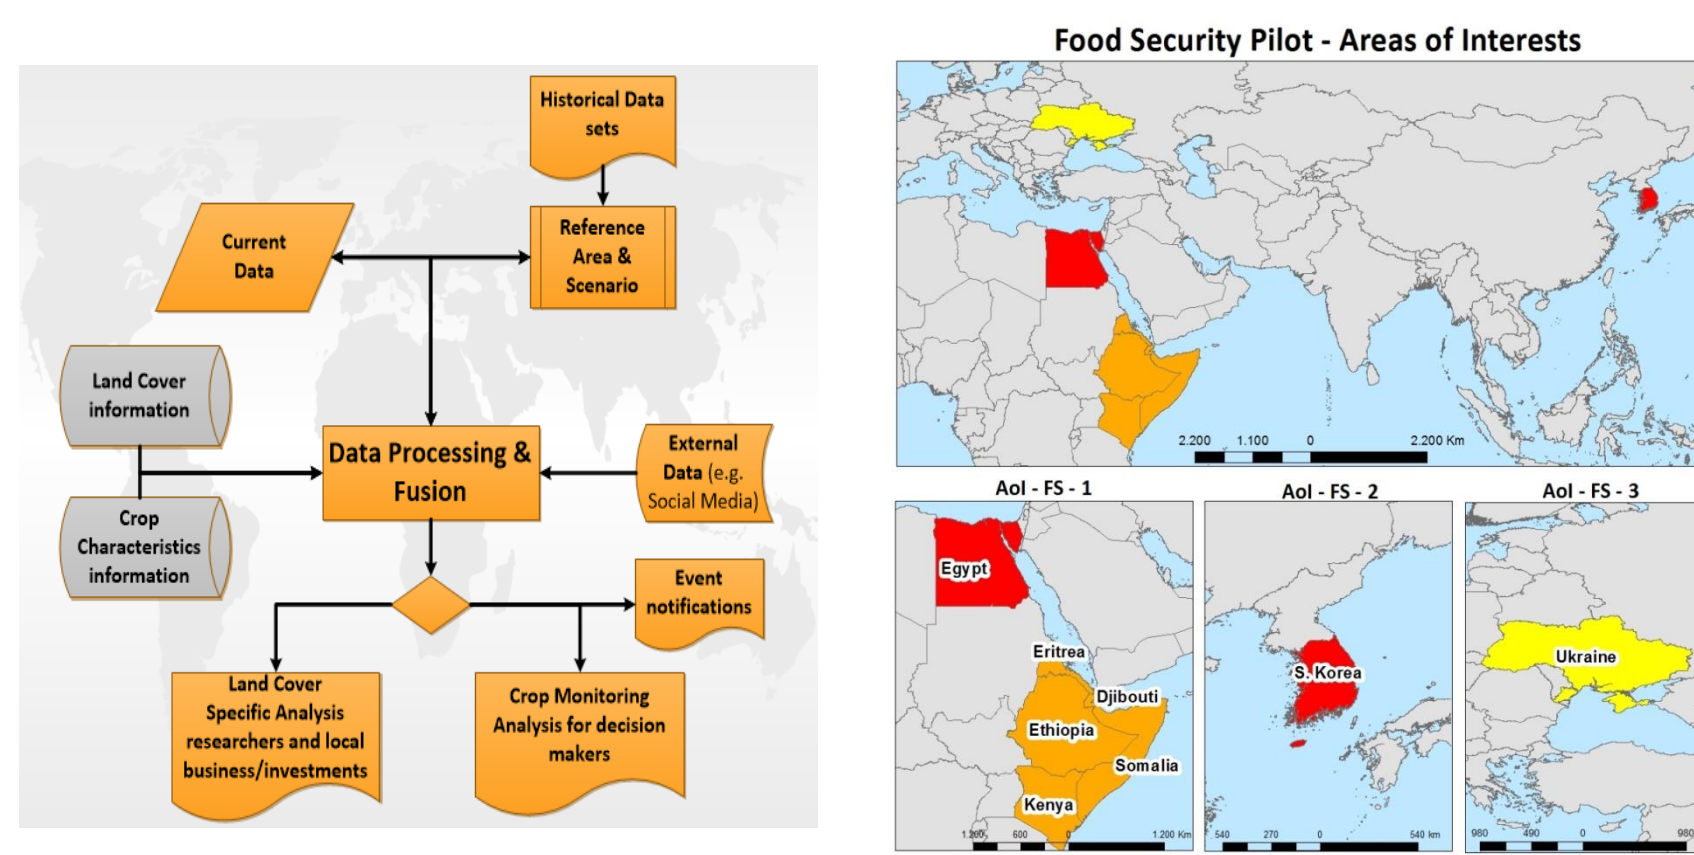 Historical Data
sets
Current
Data
Reference
Area &
Scenario
Land Cover
information
Data Processing &
Fusion
External
Data (e.g.
Social Media)
Crop
Characteristics
information
Event
notifications
Land Cover
Specific Analysis
researchers and local
business/investments
Crop Monitoring
Analysis for decision
makers
Food Security Pilot - Areas of Interests
2.200 1.100 0 2.200 Km
AoI - FS - 1
Egypt
Eritrea
Djibouti
Ethiopia
Somalia
Kenya
1.200 600 0 1.200 Km
AoI - FS - 2
S. Korea
540 270 0 540 km
AoI - FS - 3
Ukraine
980 490 0 980